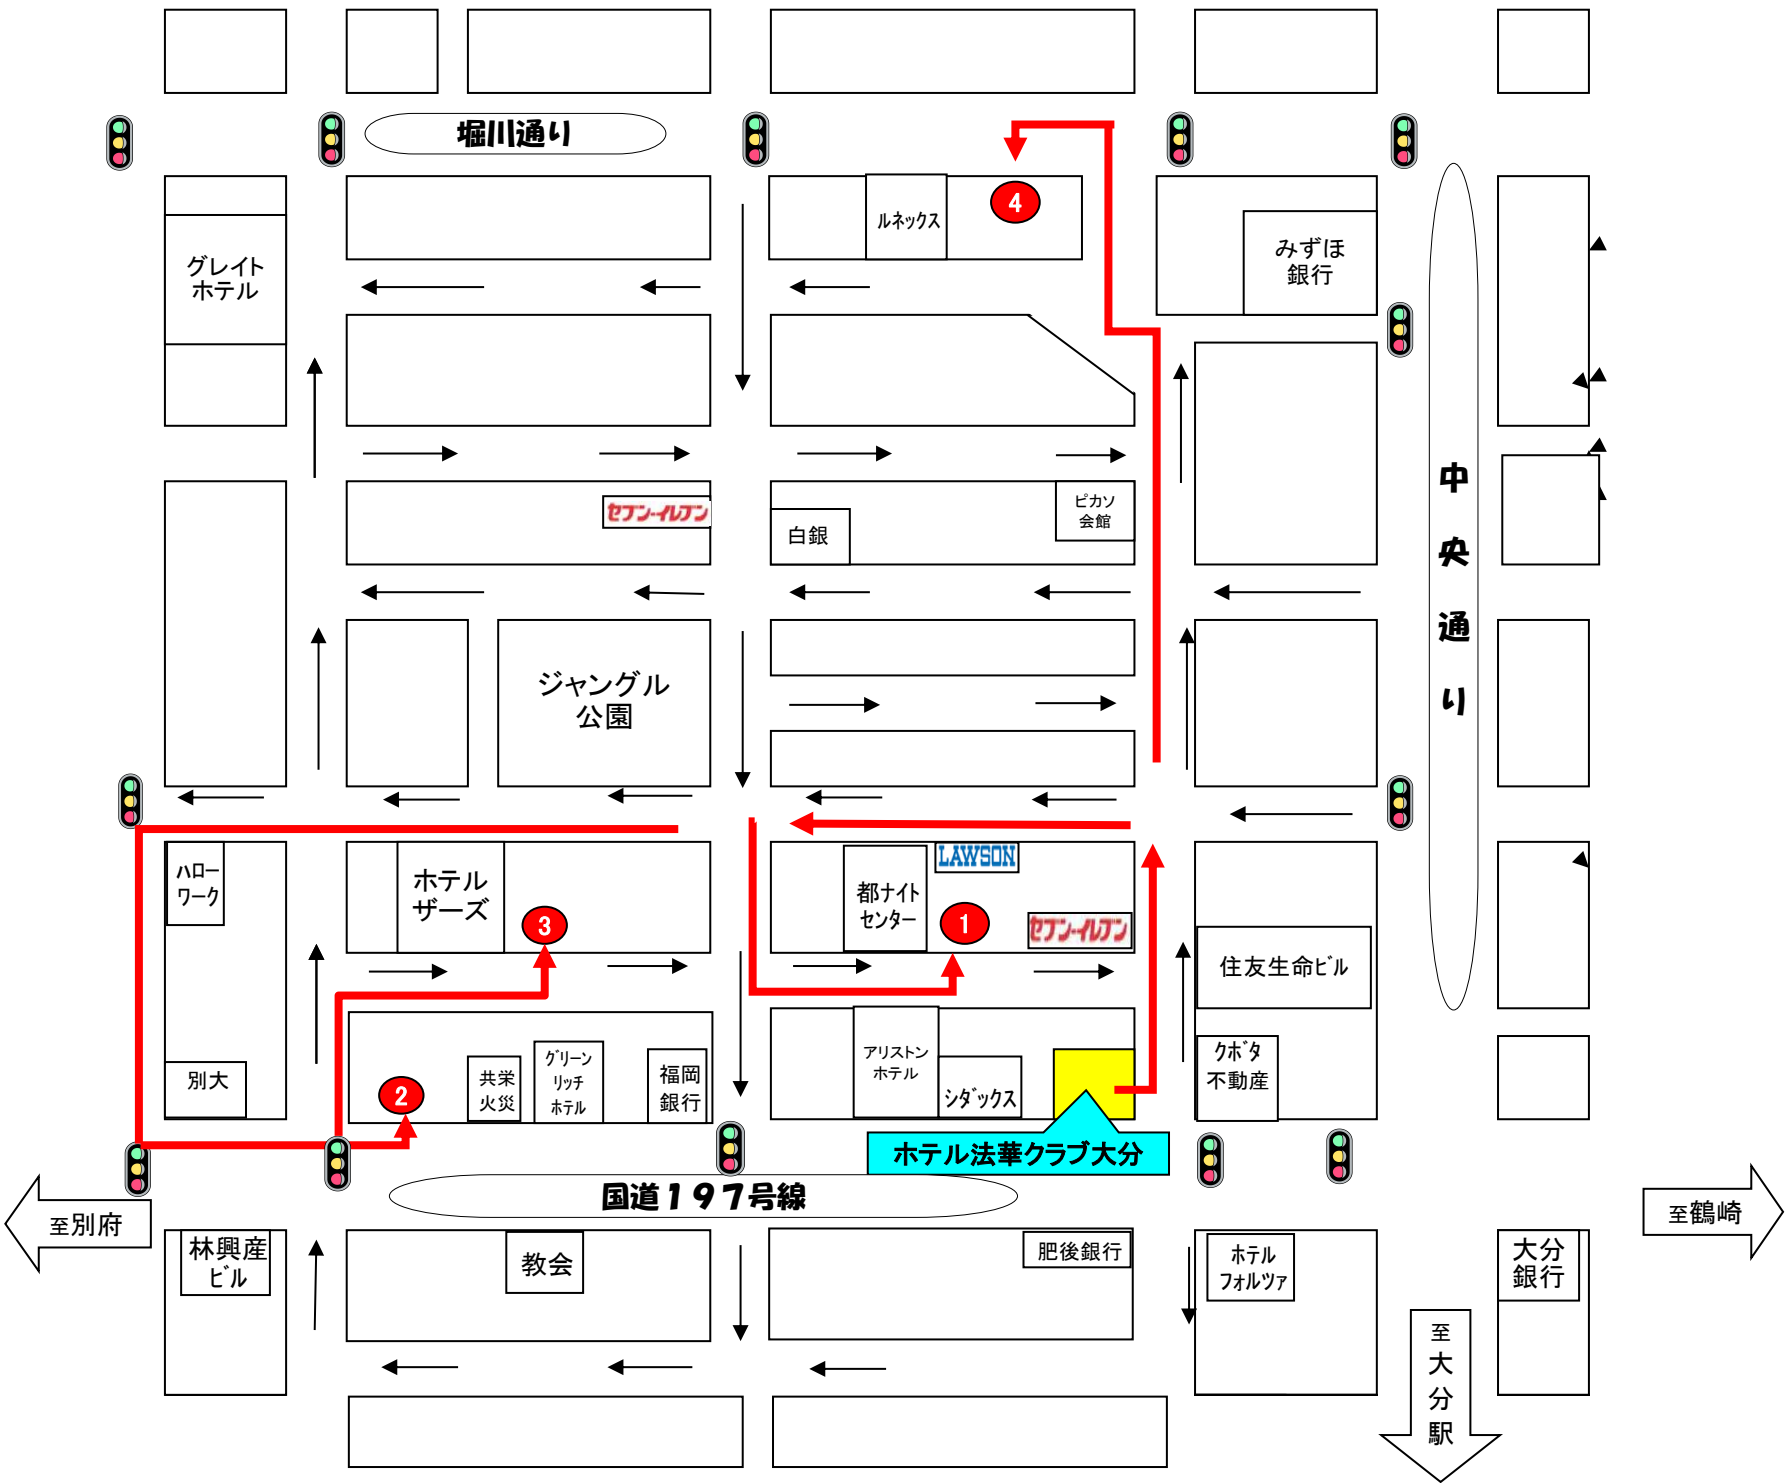 堀川通り
4
ルネックス
みずほ
銀行
グレイト
ホテル
中
央
通
り
セブン-イレブン
ピカソ
会館
白銀
ジャングル
公園
ハロー
ワーク
ホテル
ザーズ
3
都ナイト
センター
LAWSON
1
セブン-イレブン
住友生命ビル
別大
2
共栄
火災
グリーン
リッチ
ホテル
福岡
銀行
アリストン
ホテル
シダックス
クボタ
不動産
ホテル法華クラブ大分
国道197号線
至別府
至鶴崎
林興産
ビル
教会
肥後銀行
ホテル
フォルツァ
大分
銀行
至
大
分
駅